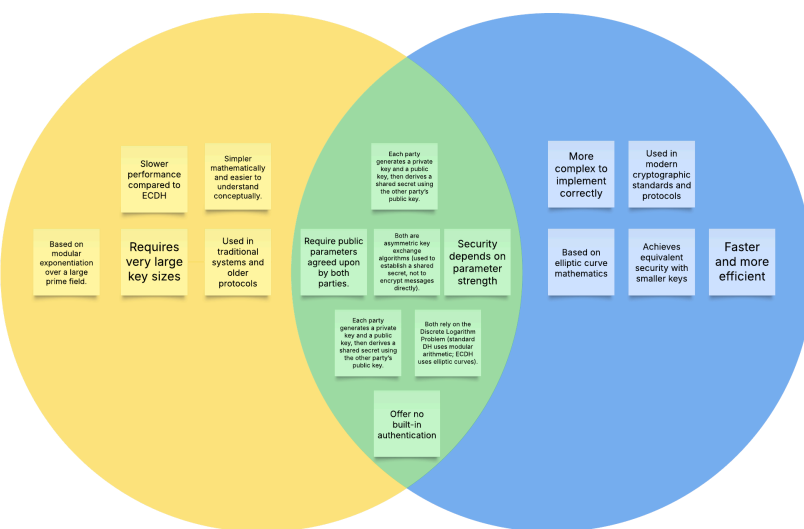 Slower
performance
compared to
ECDH
Simpler
mathematically
and easier to
understand
conceptually.
Based on
modular
exponentiation
over a large
prime field.
Requires
very large
key sizes
Used in
traditional
systems and
older
protocols
Each party
generates a private
key and a public
key, then derives a
shared secret using
the other party's
public key.
Require public
parameters
agreed upon
by both
parties.
Both are
asymmetric key
exchange
algorithms (used to
establish a shared
secret, not to
encrypt messages
directly).
Security
depends on
parameter
strength
Each party
generates a private
key and a public
key, then derives a
shared secret using
the other party's
public key.
Both rely on the
Discrete Logarithm
Problem (standard
DH uses modular
arithmetic; ECDH
uses elliptic curves).
Offer no
built-in
authentication
More
complex to
implement
correctly
Used in
modern
cryptographic
standards and
protocols
Based on
elliptic curve
mathematics
Achieves
equivalent
security with
smaller keys
Faster
and more
efficient